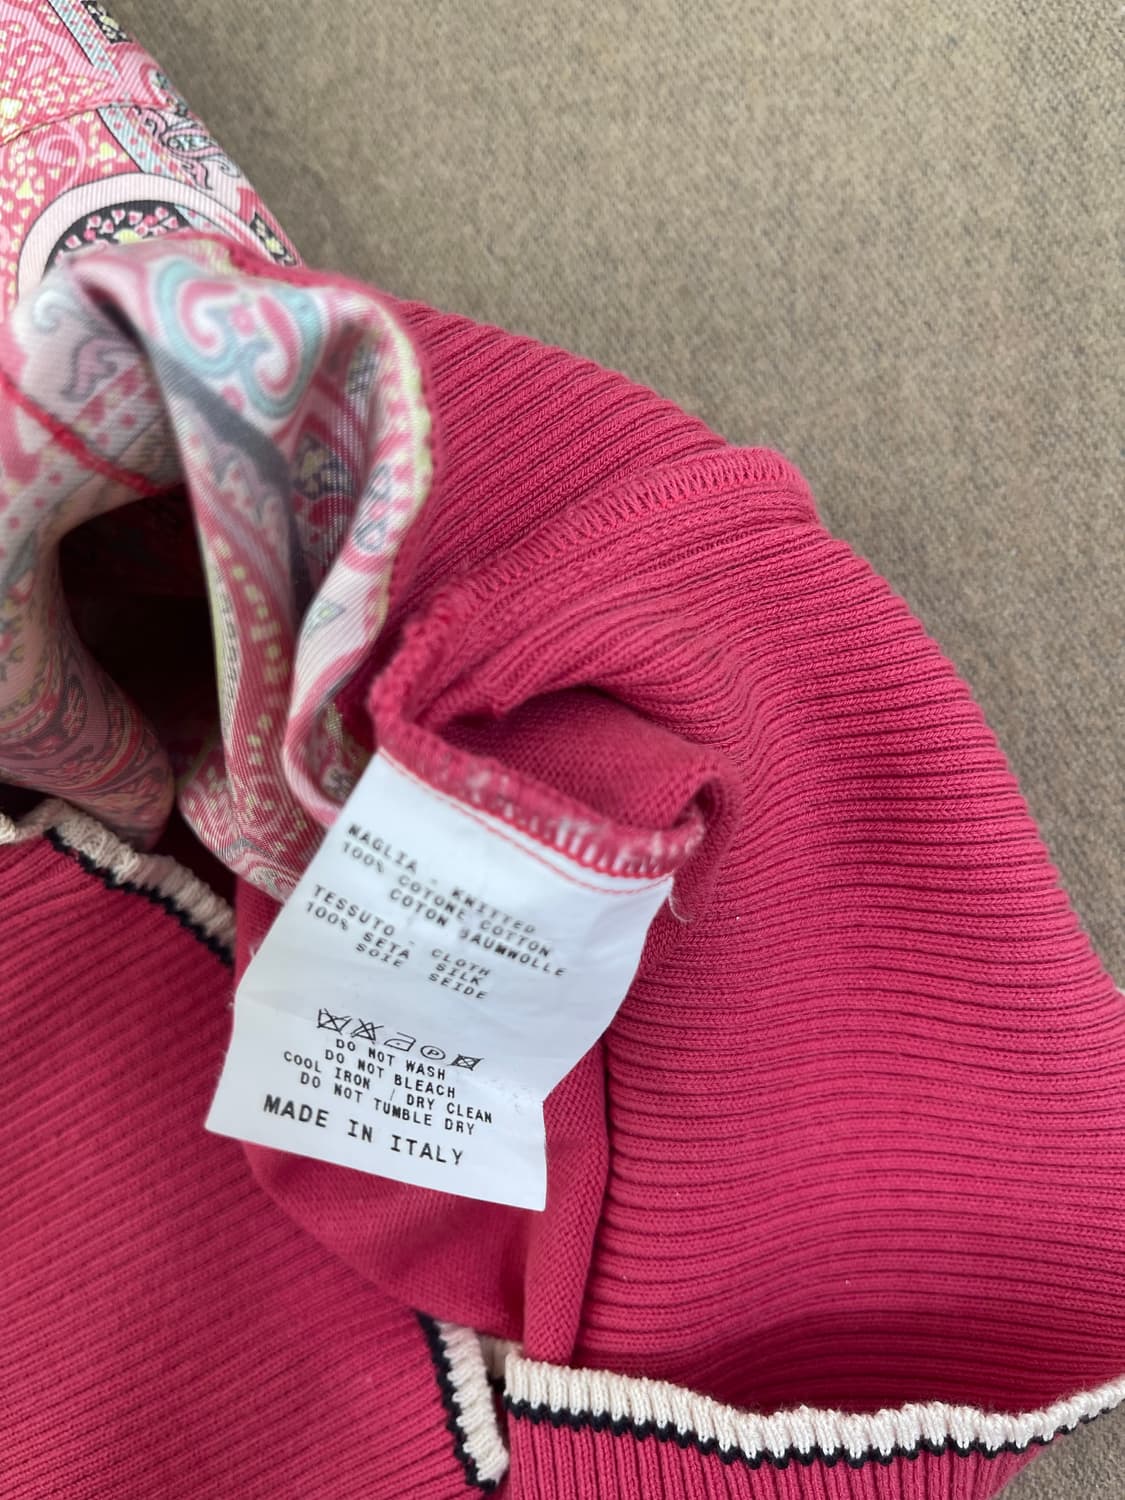 MAGLIA - KNITTED
100% COTONE COTTON
COTON BAUMWOLLE
TESSUTO - CLOTH
100% SETA SILK
SOIE SEIDE
P
DO NOT WASH
DO NOT BLEACH
COOL IRON / DRY CLEAN
DO NOT TUMBLE DRY
MADE IN ITALY